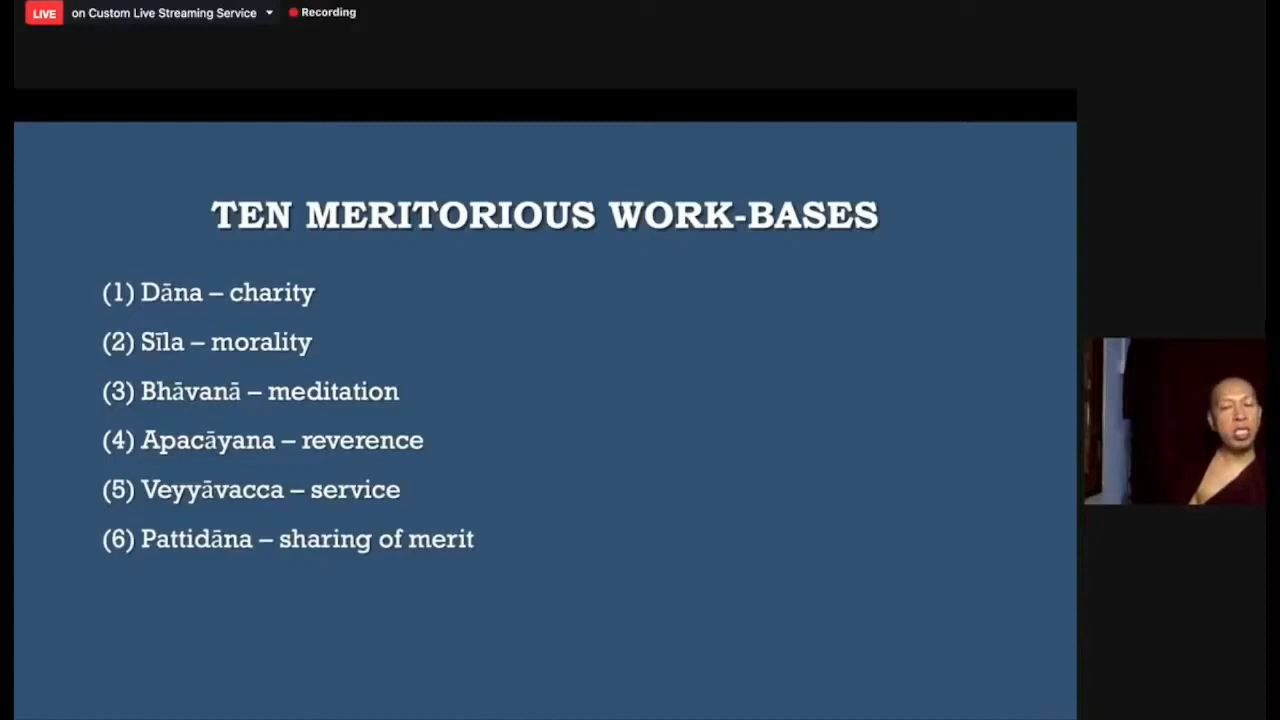 LIVE on Custom Live Streaming Service Recording
TEN MERITORIOUS WORK-BASES
(1) Dāna – charity
(2) Sīla – morality
(3) Bhāvanā – meditation
(4) Apacāyana – reverence
(5) Veyyāvacca – service
(6) Pattidāna – sharing of merit